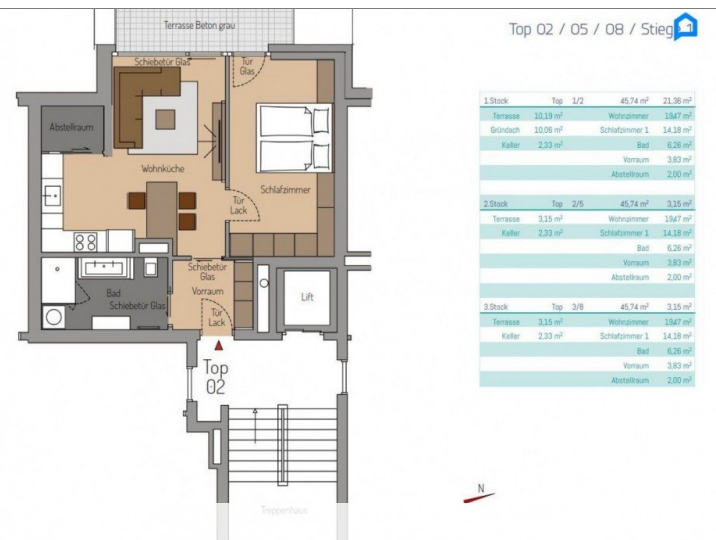 Top 02 / 05 / 08 / Stiege 1
Terrasse Beton grau
Schiebetür Glas
Tür
Glas
Abstellraum
Wohnküche
Schlafzimmer
Tür
Lack
Schiebetür
Glas
Bad
Schiebetür Glas
Vorraum
Tür
Lack
Lift
Top
02
Treppenhaus
1.Stock Top 1/2 45,74 m² 21,36 m²
Terrasse 10,19 m² Wohnzimmer 19,47 m²
Gründach 10,06 m² Schlafzimmer 1 14,18 m²
Keller 2,33 m² Bad 6,26 m²
Vorraum 3,83 m²
Abstellraum 2,00 m²
2.Stock Top 2/5 45,74 m² 3,15 m²
Terrasse 3,15 m² Wohnzimmer 19,47 m²
Keller 2,33 m² Schlafzimmer 1 14,18 m²
Bad 6,26 m²
Vorraum 3,83 m²
Abstellraum 2,00 m²
3.Stock Top 3/8 45,74 m² 3,15 m²
Terrasse 3,15 m² Wohnzimmer 19,47 m²
Keller 2,33 m² Schlafzimmer 1 14,18 m²
Bad 6,26 m²
Vorraum 3,83 m²
Abstellraum 2,00 m²
N